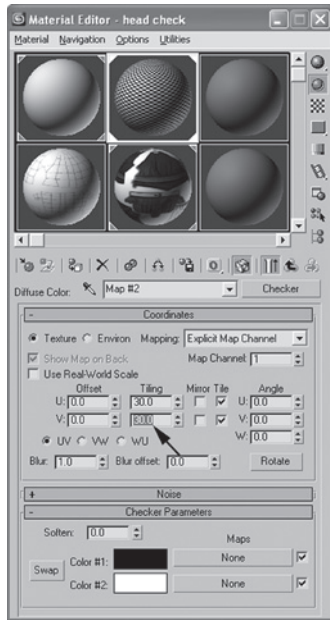 Material Editor - head check
Material Navigation Options Utilities
Diffuse Color: Map #2 Checker
- Coordinates
Texture Environ Mapping: Explicit Map Channel
Show Map on Back Map Channel: 1
Use Real-World Scale
Offset Tiling Mirror Tile Angle
U: 0.0 30.0 U: 0.0
V: 0.0 30.0 V: 0.0
W: 0.0
UV VW WU
Blur: 1.0 Blur offset: 0.0 Rotate
+ Noise
- Checker Parameters
Soften: 0.0 Maps
Swap
Color #1: None
Color #2: None